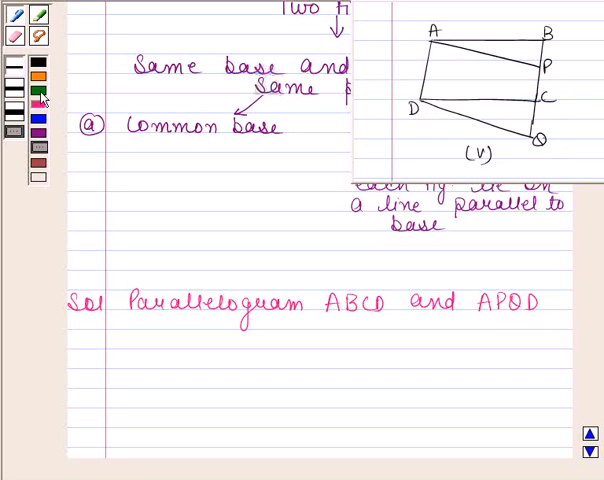 Two
Same base and
Same p
(a) Common base
each fig. lie on
a line parallel to
base
A B
P
D C
Q
(V)
Sol Parallelogram ABCD and APQD